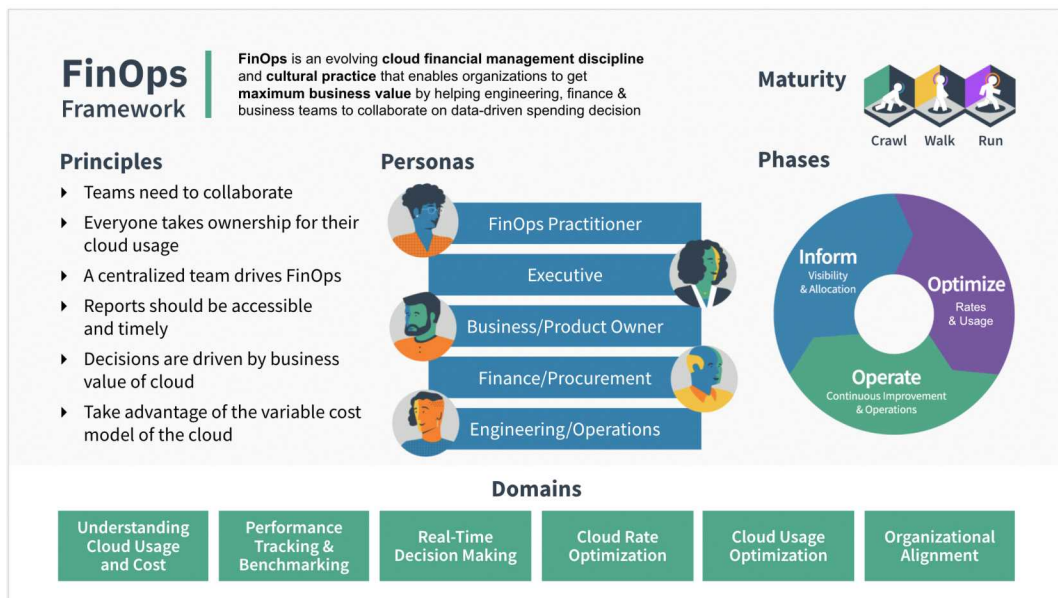 FinOps
Framework
FinOps is an evolving cloud financial management discipline
and cultural practice that enables organizations to get
maximum business value by helping engineering, finance &
business teams to collaborate on data-driven spending decision
Maturity
Crawl
Walk
Run
Principles
Teams need to collaborate
Everyone takes ownership for their
cloud usage
A centralized team drives FinOps
Reports should be accessible
and timely
Decisions are driven by business
value of cloud
Take advantage of the variable cost
model of the cloud
Personas
FinOps Practitioner
Executive
Business/Product Owner
Finance/Procurement
Engineering/Operations
Phases
Inform
Visibility
& Allocation
Optimize
Rates
& Usage
Operate
Continuous Improvement
& Operations
Domains
Understanding
Cloud Usage
and Cost
Performance
Tracking &
Benchmarking
Real-Time
Decision Making
Cloud Rate
Optimization
Cloud Usage
Optimization
Organizational
Alignment